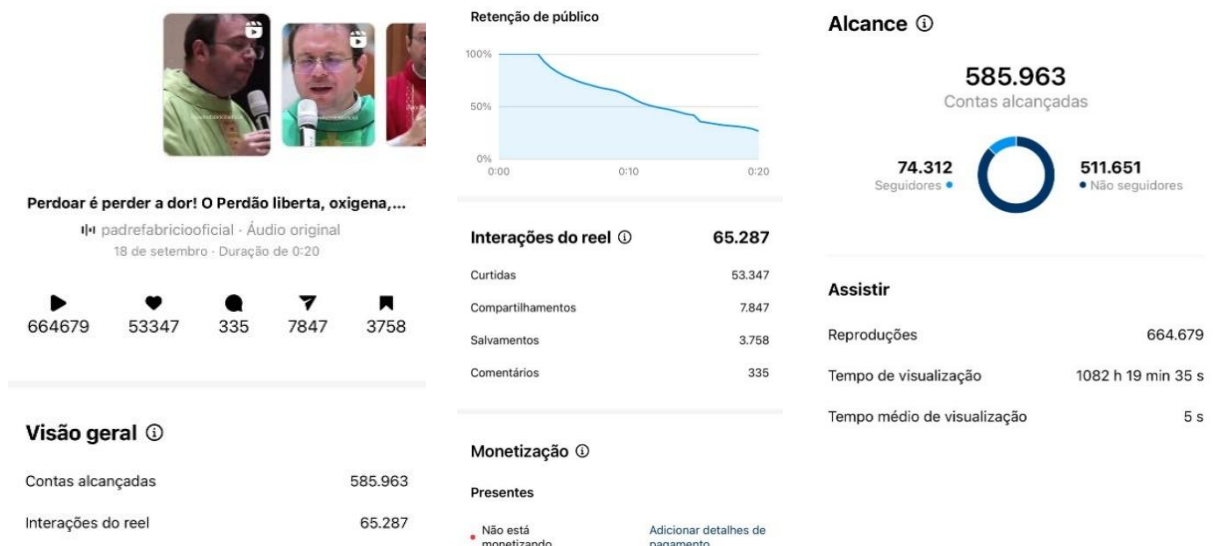 Perdoar é perder a dor! O Perdão liberta, oxigena,...
padrefabriciooficial · Áudio original
18 de setembro · Duração de 0:20
664679 53347 335 7847 3758
Visão geral
Contas alcançadas 585.963
Interações do reel 65.287
Retenção de público
100%
50%
0%
0:00 0:10 0:20
Interações do reel 65.287
Curtidas 53.347
Compartilhamentos 7.847
Salvamentos 3.758
Comentários 335
Monetização
Presentes
Não está Adicionar detalhes de
monetizando pagamento
Alcance
585.963
Contas alcançadas
74.312 511.651
Seguidores Não seguidores
Assistir
Reproduções 664.679
Tempo de visualização 1082 h 19 min 35 s
Tempo médio de visualização 5 s